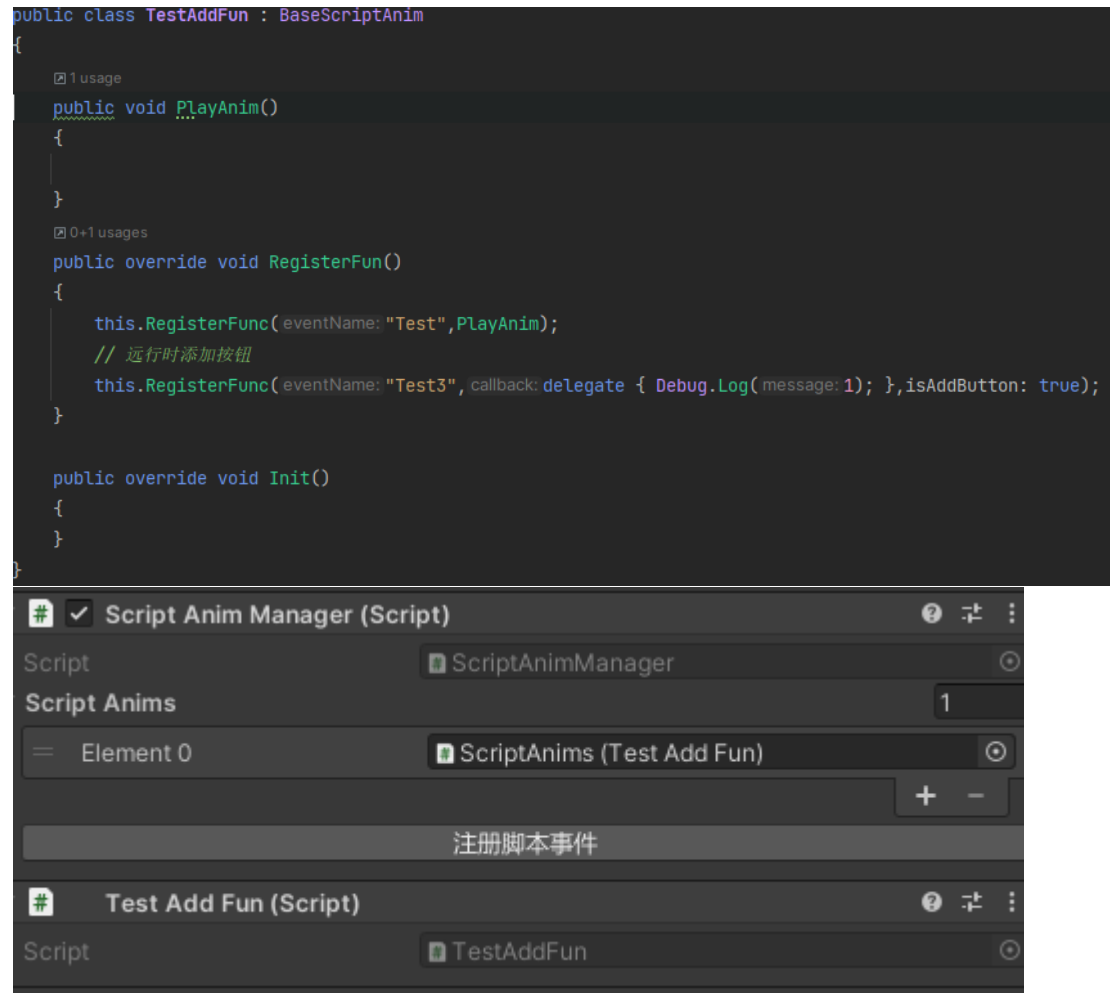 public class TestAddFun : BaseScriptAnim
{
1 usage
public void PlayAnim()
{
}
0+1 usages
public override void RegisterFun()
{
this.RegisterFunc( eventName: "Test",PlayAnim);
// 远行时添加按钮
this.RegisterFunc( eventName: "Test3", callback: delegate { Debug.Log( message: 1); },isAddButton: true);
}
public override void Init()
{
}
}
# Script Anim Manager (Script)
Script # ScriptAnimManager
Script Anims 1
Element 0 # ScriptAnims (Test Add Fun)
+ −
注册脚本事件
# Test Add Fun (Script)
Script # TestAddFun